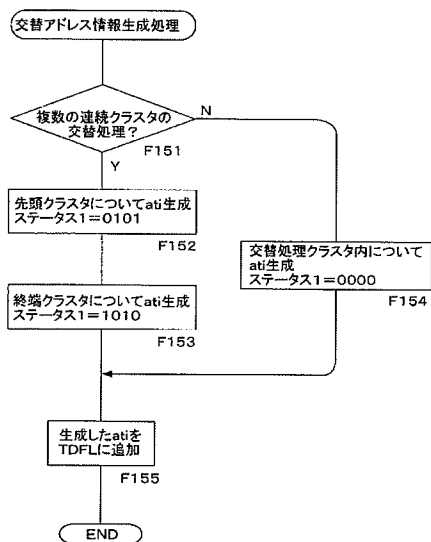 交替アドレス情報生成処理
複数の連続クラスタの
交替処理？
N
F151
Y
先頭クラスタについてati生成
ステータス1=0101
F152
交替処理クラスタ内について
ati生成
ステータス1=0000
F154
終端クラスタについてati生成
ステータス1=1010
F153
生成したatiを
TDFLに追加
F155
END